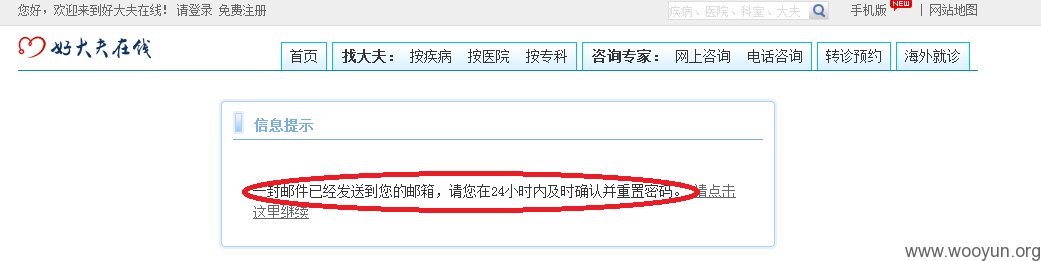 您好，欢迎来到好大夫在线！请登录 免费注册 疾病、医院、科室、大夫 手机版 NEW | 网站地图
好大夫在线
首页 找大夫： 按疾病 按医院 按专科 咨询专家： 网上咨询 电话咨询 转诊预约 海外就诊
信息提示
一封邮件已经发送到您的邮箱，请您在24小时内及时确认并重置密码。 请点击
这里继续
www.wooyun.org